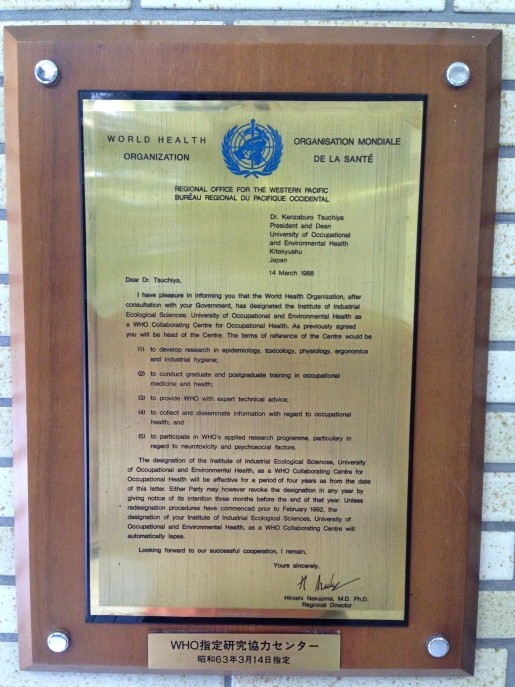 WORLD HEALTH
ORGANIZATION
ORGANISATION MONDIALE
DE LA SANTÉ
REGIONAL OFFICE FOR THE WESTERN PACIFIC
BUREAU REGIONAL DU PACIFIQUE OCCIDENTAL
Dr. Kenzaburo Tsuchiya
President and Dean
University of Occupational
and Environmental Health
Kitakyushu
Japan
14 March 1988
Dear Dr. Tsuchiya,
I have pleasure in informing you that the World Health Organization, after
consultation with your Government, has designated the Institute of Industrial
Ecological Sciences, University of Occupational and Environmental Health as
a WHO Collaborating Centre for Occupational Health. As previously agreed
you will be head of the Centre. The terms of reference of the Centre would be
(1) to develop research in epidemiology, toxicology, physiology, ergonomics
and industrial hygiene;
(2) to conduct graduate and postgraduate training in occupational
medicine and health;
(3) to provide WHO with expert technical advice;
(4) to collect and disseminate information with regard to occupational
health; and
(5) to participate in WHO's applied research programme, particulary in
regard to neurotoxicity and psychosocial factors.
The designation of the Institute of Industrial Ecological Sciences, University
of Occupational and Environmental Health, as a WHO Collaborating Centre for
Occupational Health will be effective for a period of four years as from the date
of this letter. Either Party may however revoke the designation in any year by
giving notice of its intention three months before the end of that year. Unless
redesignation procedures have commenced prior to February 1992, the
designation of your Institute of Industrial Ecological Sciences, University of
Occupational and Environmental Health, as a WHO Collaborating Centre will
automatically lapse.
Looking forward to our successful cooperation, I remain,
Yours sincerely,
Hiroshi Nakajima, M.D. Ph.D.
Regional Director
WHO指定研究協力センター
昭和63年3月14日指定